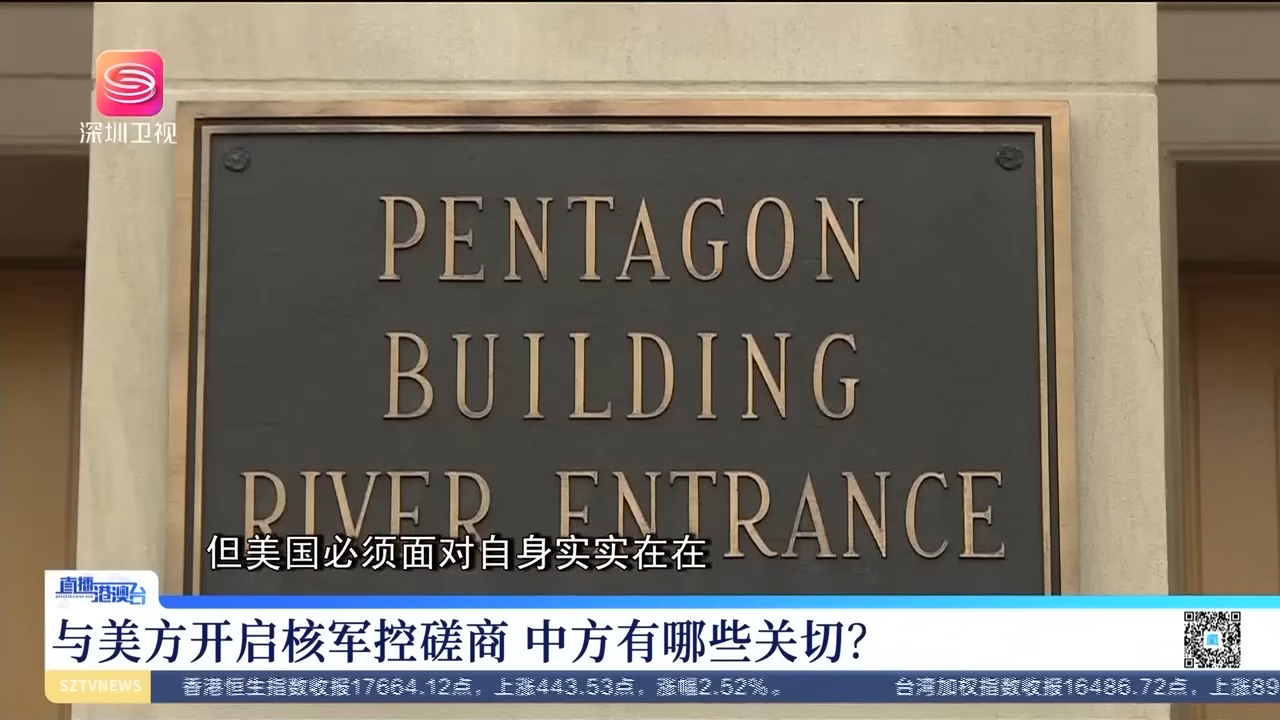 深圳卫视
PENTAGON
BUILDING
RIVER ENTRANCE
但美国必须面对自身实实在在
直播港澳台
与美方开启核军控磋商 中方有哪些关切?
SZTVNEWS
香港恒生指数收报17664.12点，上涨443.53点，涨幅2.52%。 台湾加权指数收报16486.72点，上涨89